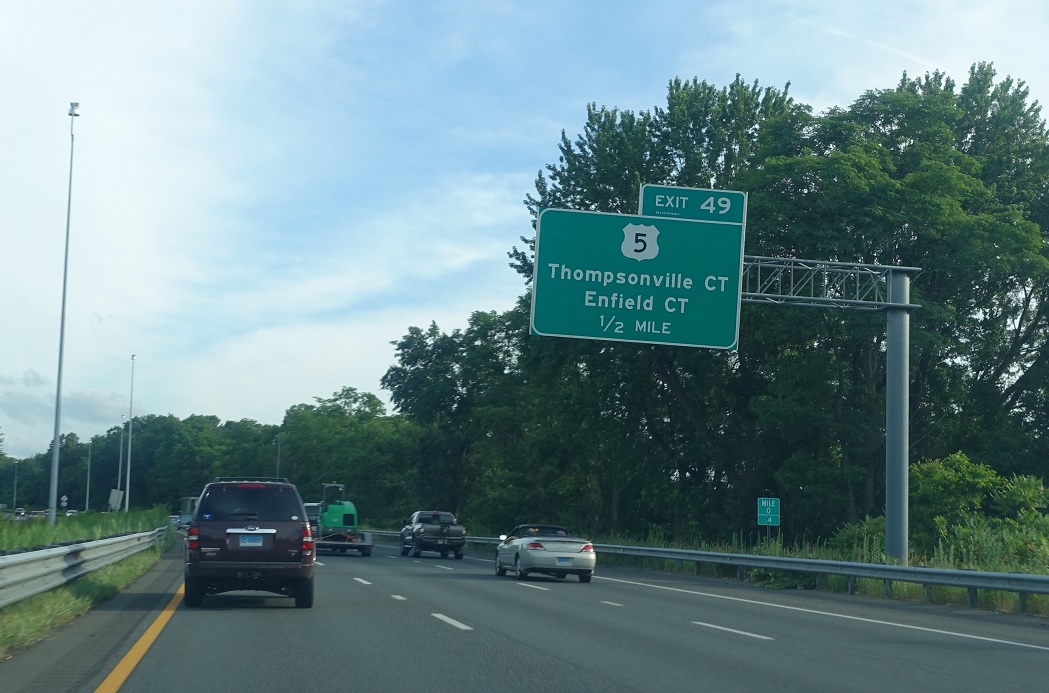 EXIT 49
5
Thompsonville CT
Enfield CT
1/2 MILE
MILE
0
.4